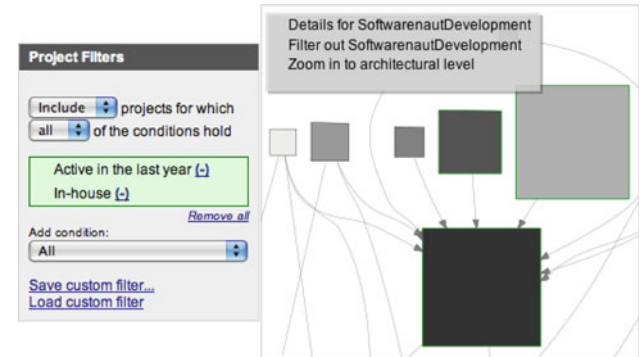 Project Filters
Include projects for which
all of the conditions hold
Active in the last year (-)
In-house (-)
Remove all
Add condition:
All
Save custom filter...
Load custom filter
Details for SoftwarenautDevelopment
Filter out SoftwarenautDevelopment
Zoom in to architectural level